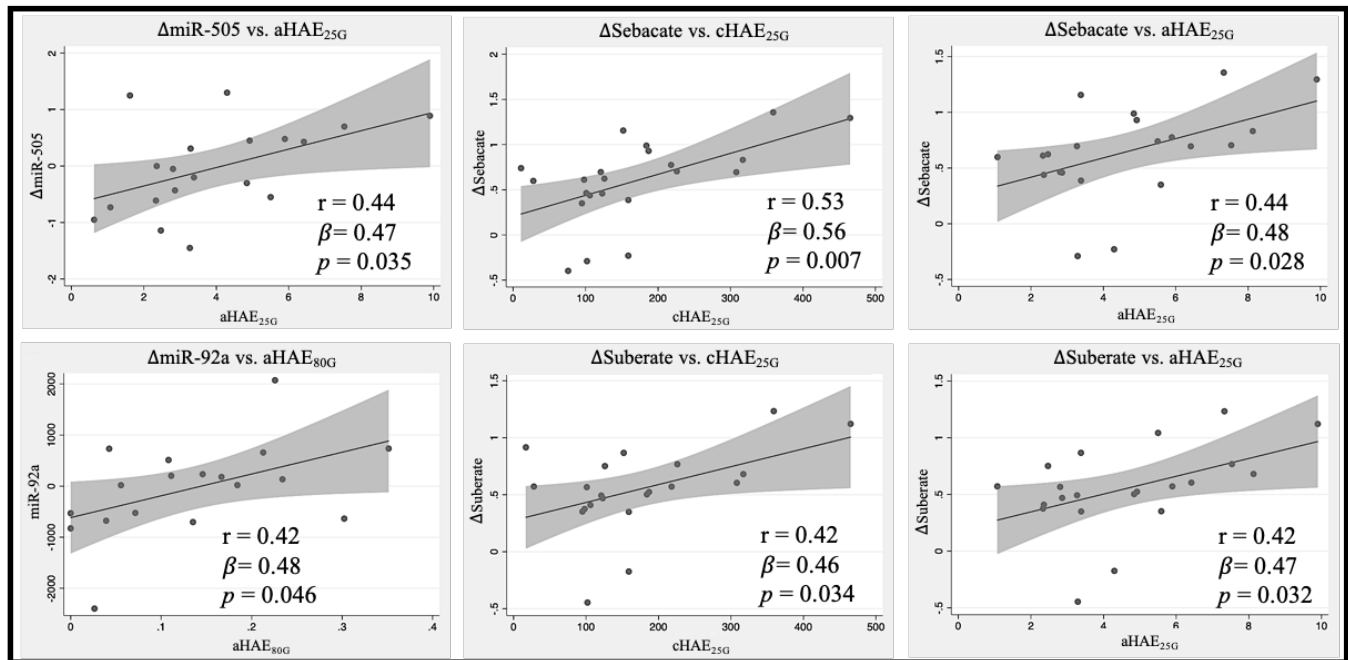 ΔmiR-505 vs. aHAE25G
ΔmiR-505
2
1
0
-1
-2
r = 0.44
β= 0.47
p = 0.035
0 2 4 6 8 10
aHAE25G
ΔSebacate vs. cHAE25G
ΔSebacate
2
1.5
1
.5
0
-.5
r = 0.53
β= 0.56
p = 0.007
0 100 200 300 400 500
cHAE25G
ΔSebacate vs. aHAE25G
ΔSebacate
1.5
1
.5
0
-.5
r = 0.44
β= 0.48
p = 0.028
0 2 4 6 8 10
aHAE25G
ΔmiR-92a vs. aHAE80G
miR-92a
2000
1000
0
-1000
-2000
r = 0.42
β= 0.48
p = 0.046
0 .1 .2 .3 .4
aHAE80G
ΔSuberate vs. cHAE25G
ΔSuberate
1.5
1
.5
0
-.5
r = 0.42
β= 0.46
p = 0.034
0 100 200 300 400 500
cHAE25G
ΔSuberate vs. aHAE25G
ΔSuberate
1.5
1
.5
0
-.5
r = 0.42
β= 0.47
p = 0.032
0 2 4 6 8 10
aHAE25G